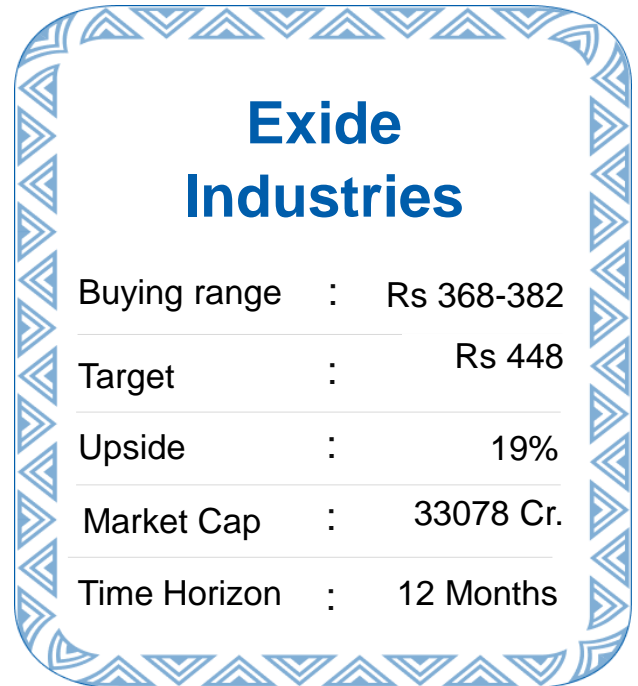 Exide
Industries
Buying range : Rs 368-382
Target : Rs 448
Upside : 19%
Market Cap : 33078 Cr.
Time Horizon : 12 Months